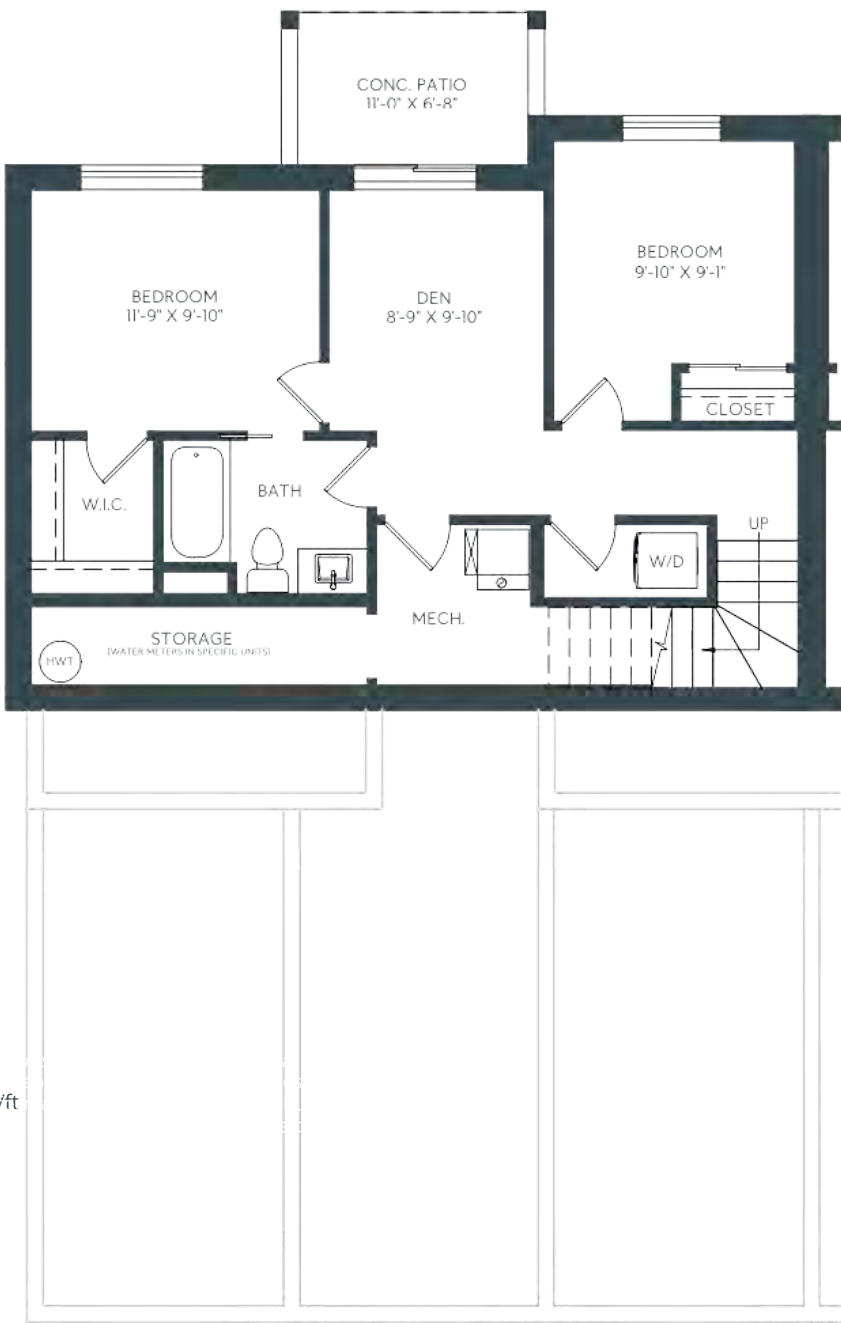 CONC. PATIO
11'-0" X 6'-8"
BEDROOM
11'-9" X 9'-10"
DEN
8'-9" X 9'-10"
BEDROOM
9'-10" X 9'-1"
CLOSET
W.I.C.
BATH
UP
W/D
MECH.
STORAGE
(WATER METERS IN SPECIFIC UNITS)
HWT
/ft